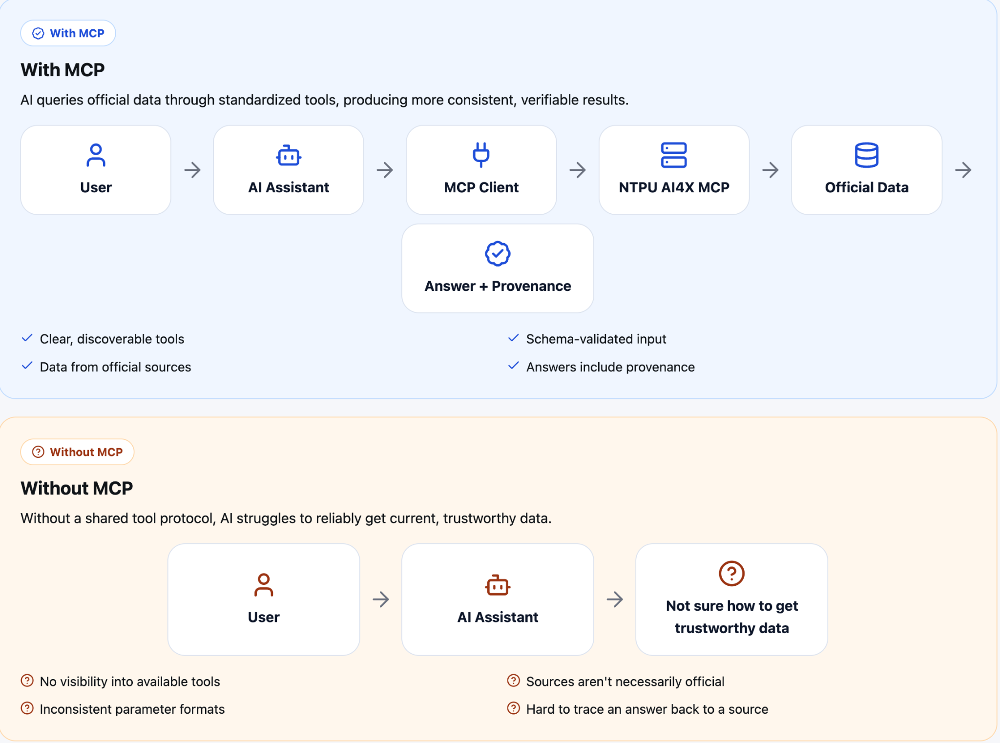 With MCP
With MCP
AI queries official data through standardized tools, producing more consistent, verifiable results.
User
AI Assistant
MCP Client
NTPU AI4X MCP
Official Data
Answer + Provenance
Clear, discoverable tools
Schema-validated input
Data from official sources
Answers include provenance
Without MCP
Without MCP
Without a shared tool protocol, AI struggles to reliably get current, trustworthy data.
User
AI Assistant
Not sure how to get
trustworthy data
No visibility into available tools
Sources aren't necessarily official
Inconsistent parameter formats
Hard to trace an answer back to a source